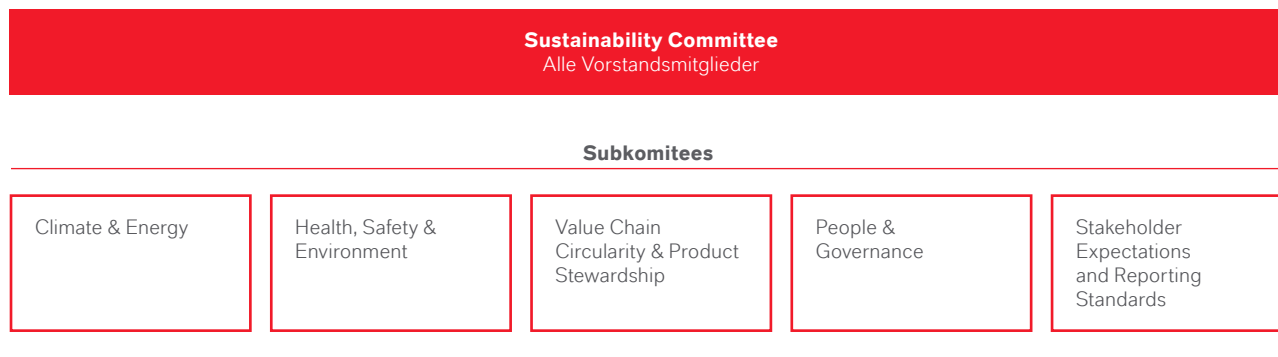 Sustainability Committee
Alle Vorstandsmitglieder
Subkomitees
Climate & Energy
Health, Safety &
Environment
Value Chain
Circularity & Product
Stewardship
People &
Governance
Stakeholder
Expectations
and Reporting
Standards